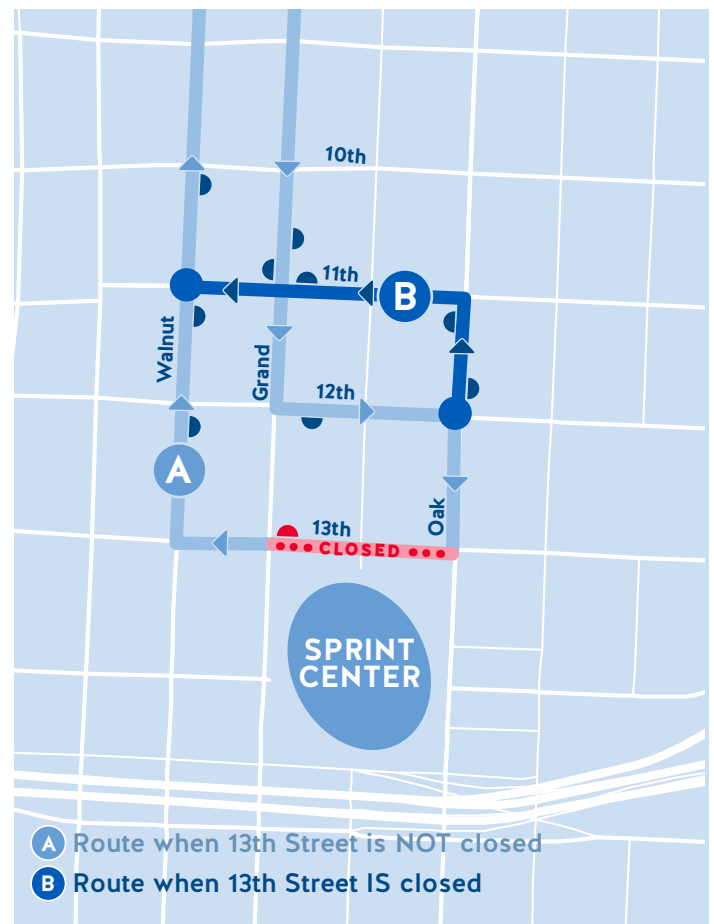 10th
11th
B
Walnut
Grand
12th
A
Oak
13th
CLOSED
SPRINT
CENTER
A Route when 13th Street is NOT closed
B Route when 13th Street IS closed